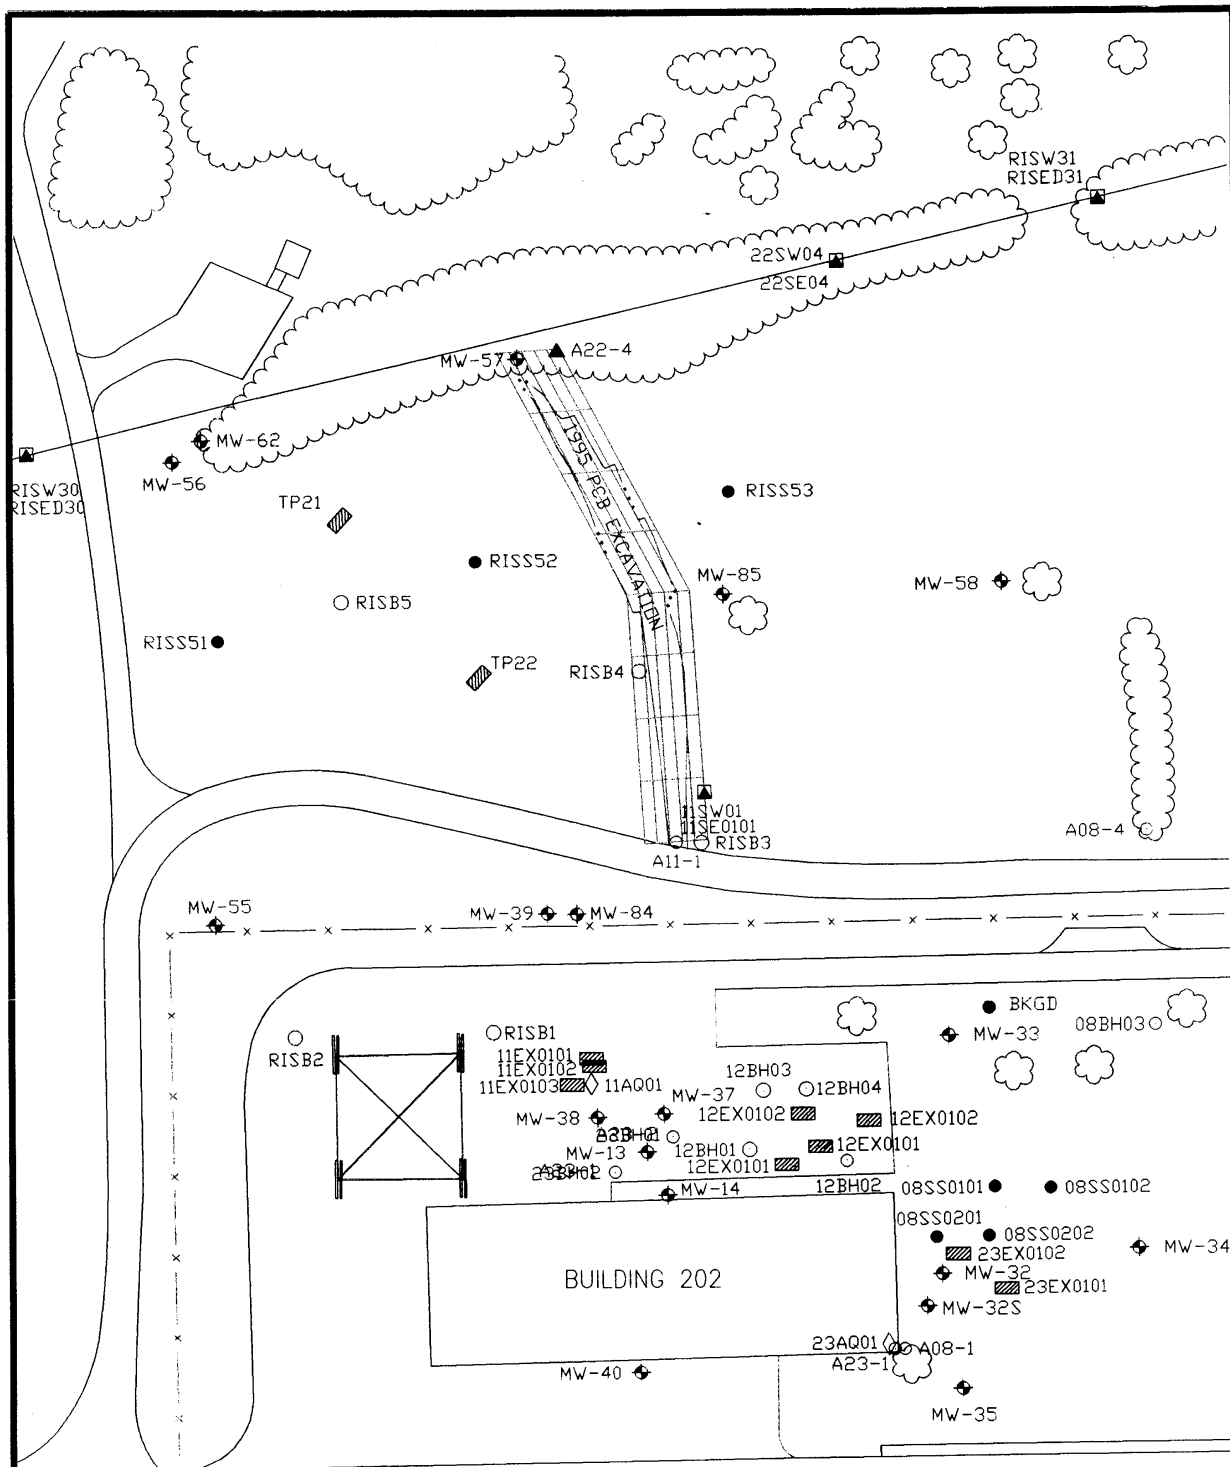 RISW31
RISED31
22SW04
22SE04
MW-57
A22-4
MW-62
MW-56
RISW30
RISED30
TP21
1995 PCB EXCAVATION
RISS53
RISS52
MW-85
MW-58
RISB5
RISS51
TP22
RISB4
11SW01
11SE0101
RISB3
A11-1
A08-4
MW-55
MW-39
MW-84
BKGD
MW-33
08BH03
RISB1
RISB2
11EX0101
11EX0102
11EX0103
11AQ01
12BH03
12BH04
MW-37
MW-38
12EX0102
12EX0102
MW-13
12BH01
12EX0101
12EX0101
12BH02
MW-14
08SS0101
08SS0102
08SS0201
08SS0202
23EX0102
MW-34
MW-32
23EX0101
MW-32S
BUILDING 202
23AQ01
A08-1
A23-1
MW-40
MW-35